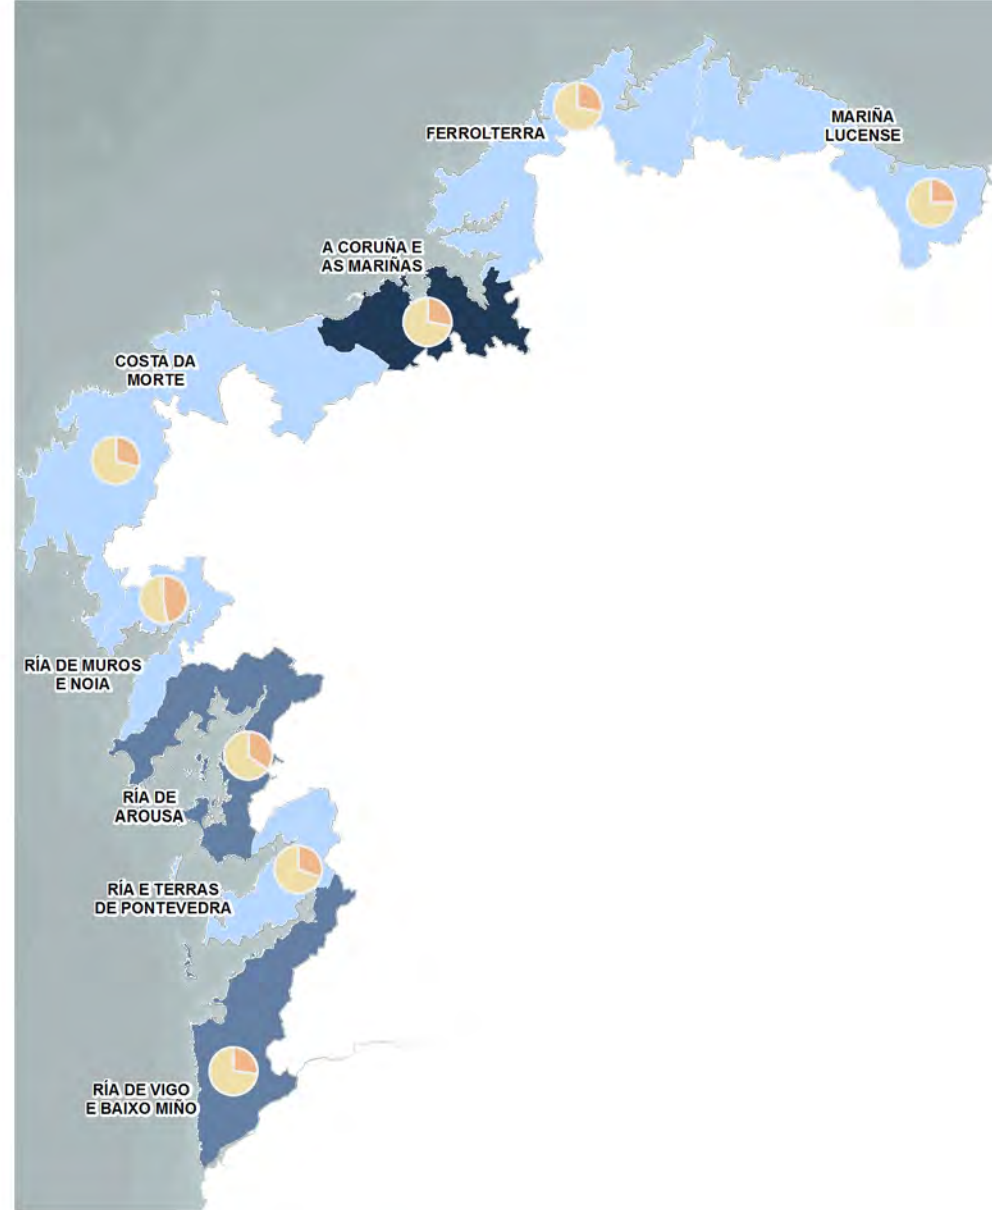 FERROLTERRA
MARIÑA
LUCENSE
A CORUÑA E
AS MARIÑAS
COSTA DA
MORTE
RÍA DE MUROS
E NOIA
RÍA DE
AROUSA
RÍA E TERRAS
DE PONTEVEDRA
RÍA DE VIGO
E BAIXO MIÑO